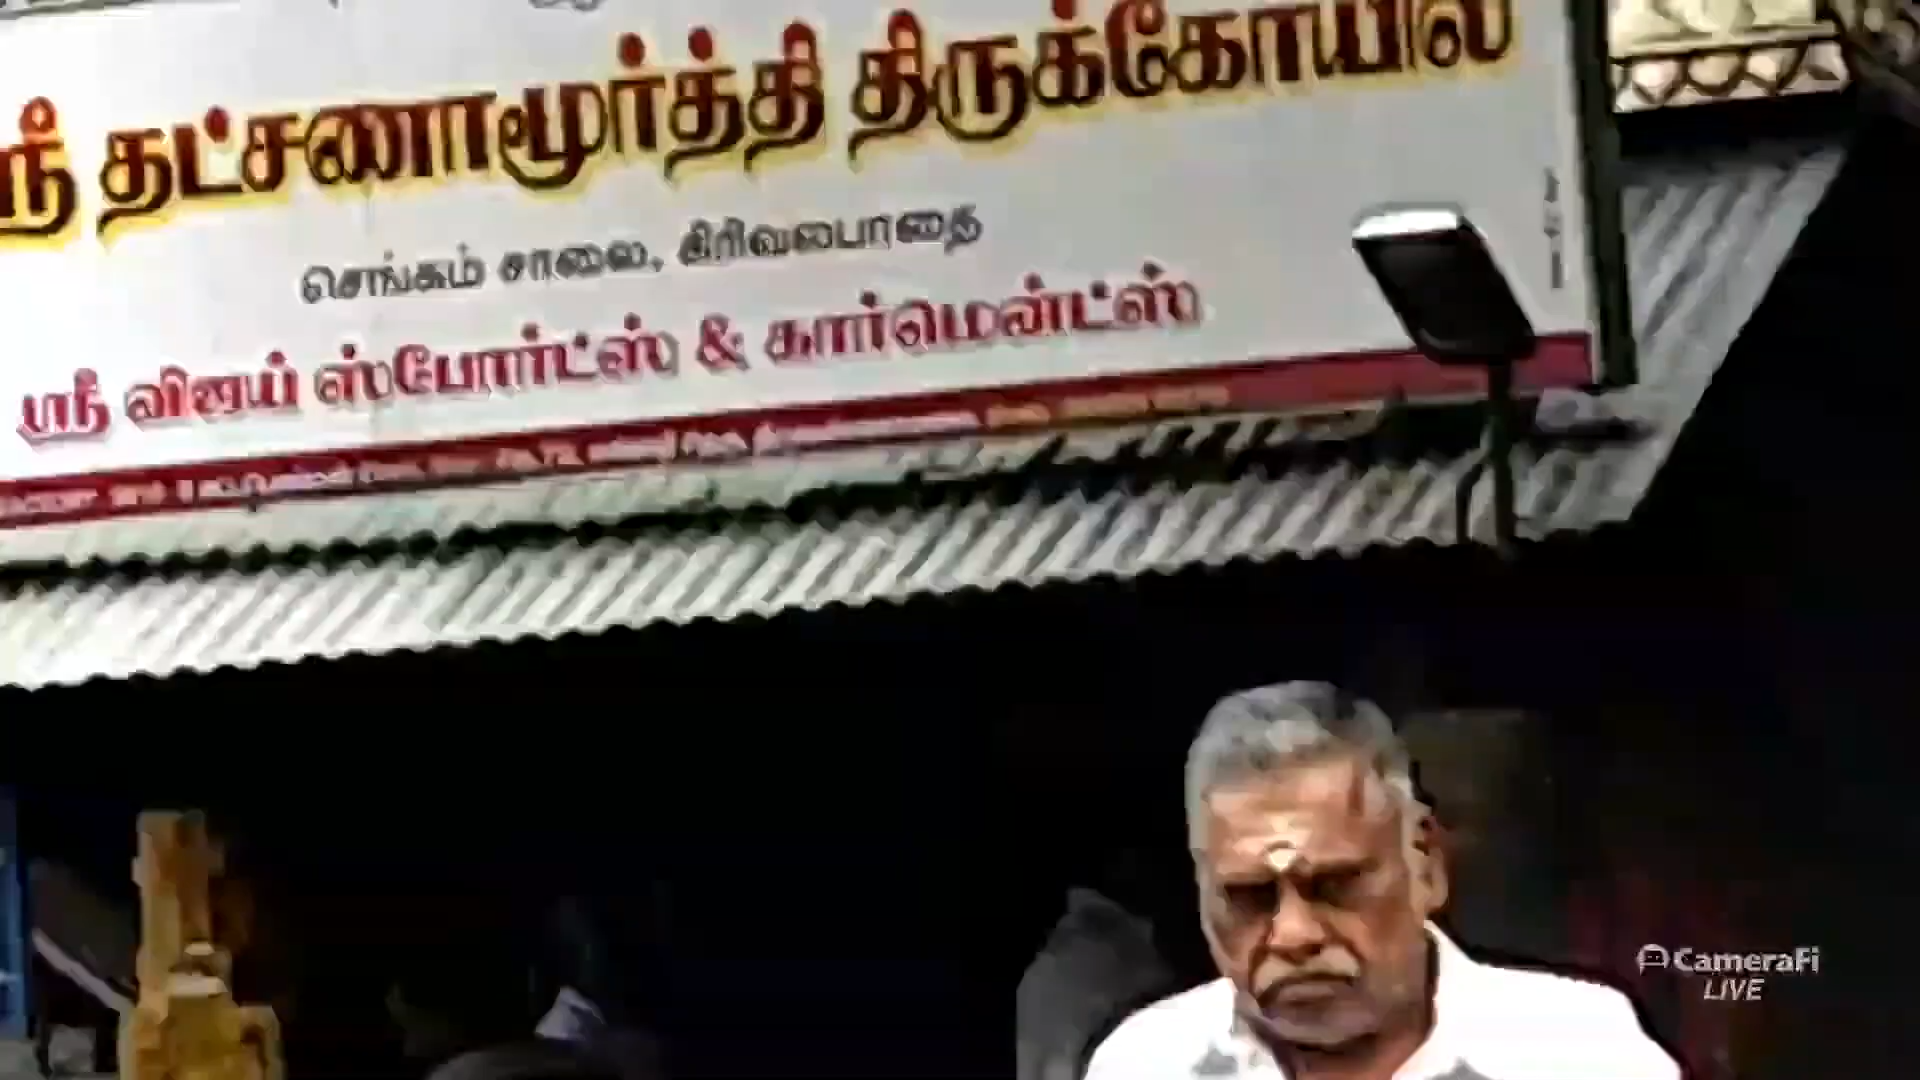 ஸ்ரீ தட்சணாமூர்த்தி திருக்கோயில்
செங்கம் சாலை, கிரிவலபாதை
ஸ்ரீ விஜய் ஸ்போர்ட்ஸ் & கார்மென்ட்ஸ்
CameraFi
LIVE